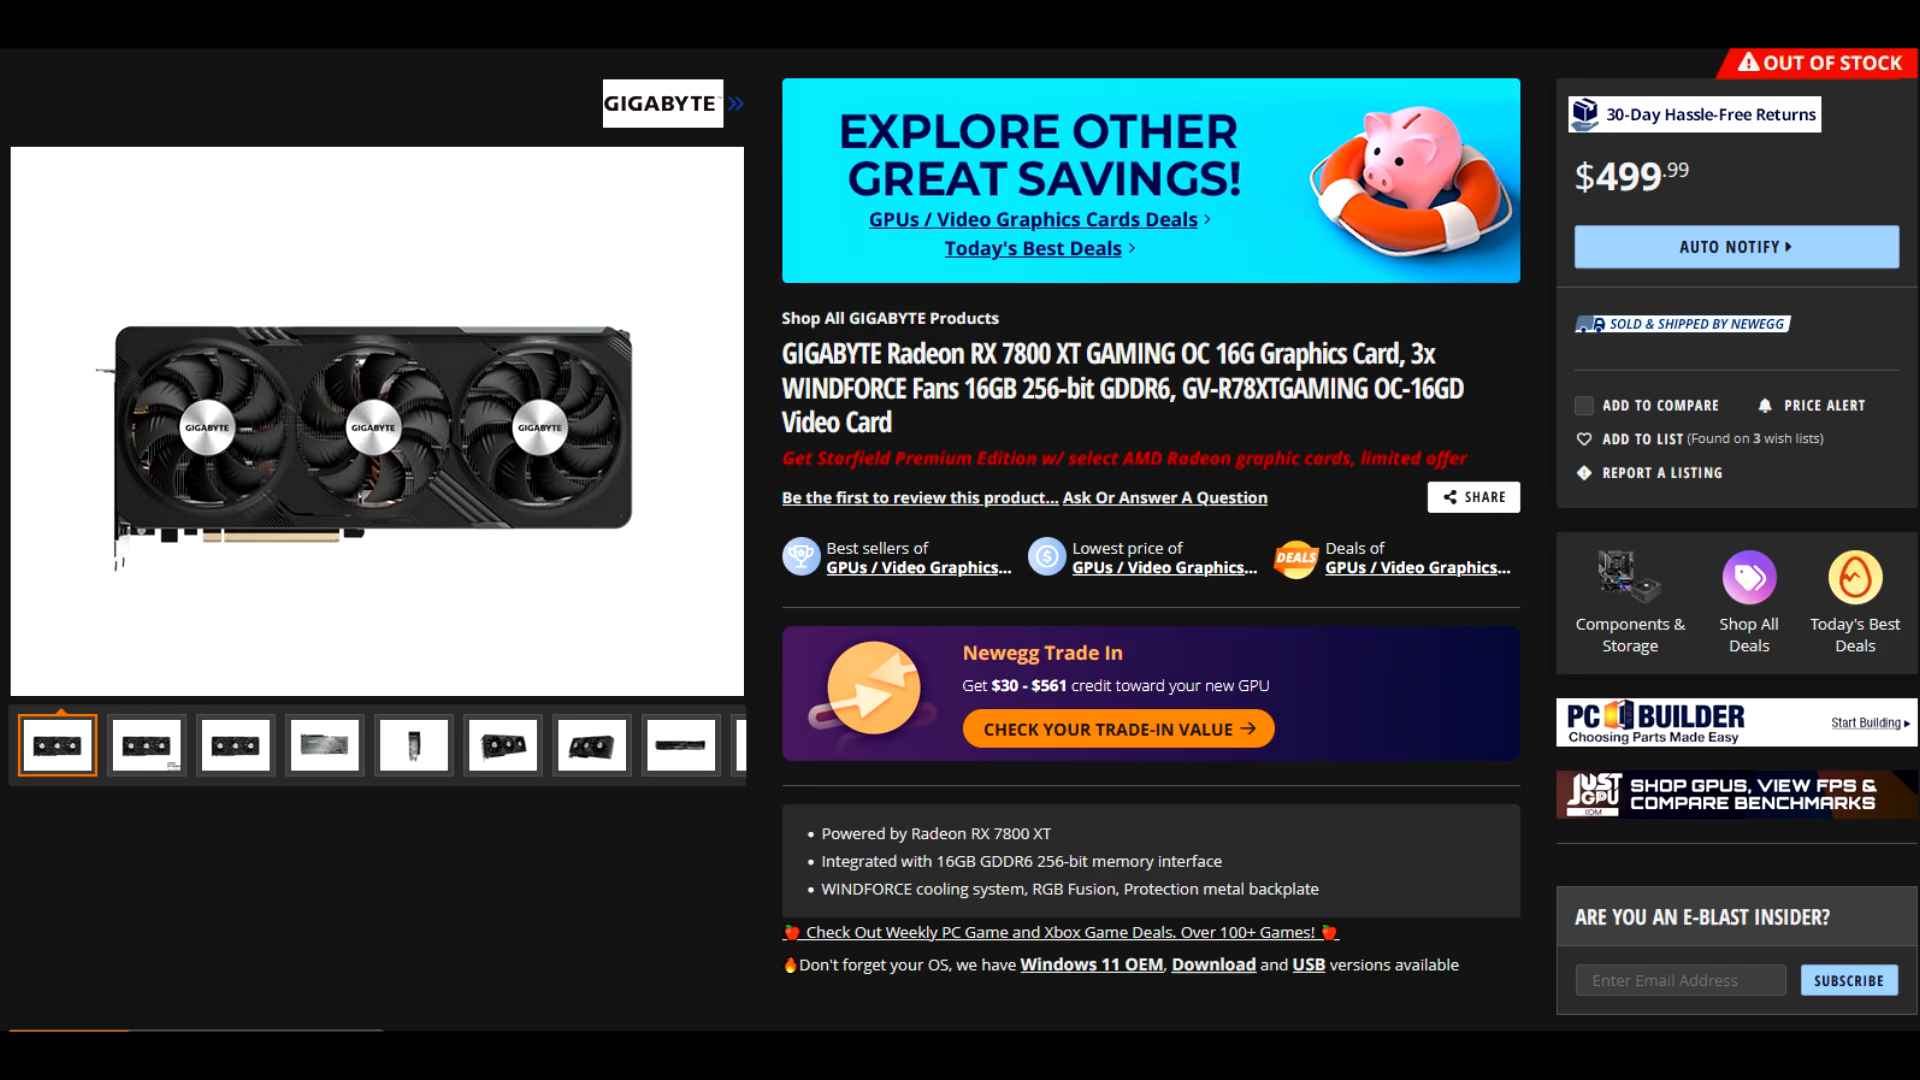 OUT OF STOCK
GIGABYTE
GIGABYTE
GIGABYTE
GIGABYTE
EXPLORE OTHER
GREAT SAVINGS!
GPUs / Video Graphics Cards Deals
Today's Best Deals
Shop All GIGABYTE Products
GIGABYTE Radeon RX 7800 XT GAMING OC 16G Graphics Card, 3x
WINDFORCE Fans 16GB 256-bit GDDR6, GV-R78XTGAMING OC-16GD
Video Card
Get Starfield Premium Edition w/ select AMD Radeon graphic cards, limited offer
Be the first to review this product... Ask Or Answer A Question
SHARE
Best sellers of
GPUs / Video Graphics...
Lowest price of
GPUs / Video Graphics...
DEALS
Deals of
GPUs / Video Graphics...
Newegg Trade In
Get $30 - $561 credit toward your new GPU
CHECK YOUR TRADE-IN VALUE
• Powered by Radeon RX 7800 XT
• Integrated with 16GB GDDR6 256-bit memory interface
• WINDFORCE cooling system, RGB Fusion, Protection metal backplate
Check Out Weekly PC Game and Xbox Game Deals. Over 100+ Games!
Don't forget your OS, we have Windows 11 OEM, Download and USB versions available
30-Day Hassle-Free Returns
$499.99
AUTO NOTIFY
SOLD & SHIPPED BY NEWEGG
ADD TO COMPARE
PRICE ALERT
ADD TO LIST (Found on 3 wish lists)
REPORT A LISTING
Components &
Storage
Shop All
Deals
Today's Best
Deals
PC BUILDER
Choosing Parts Made Easy
Start Building
JUST
GPU
.COM
SHOP GPUS, VIEW FPS &
COMPARE BENCHMARKS
ARE YOU AN E-BLAST INSIDER?
Enter Email Address
SUBSCRIBE